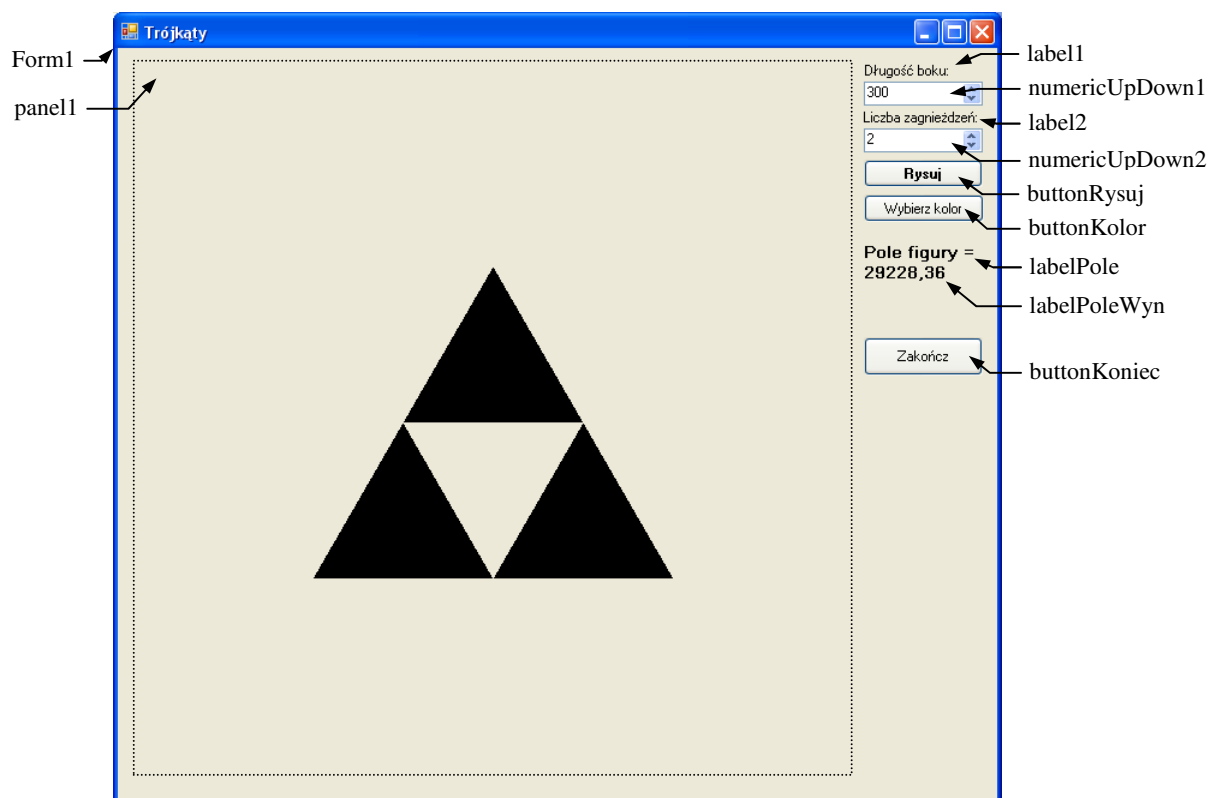 Trójkąty
Form1
panel1
Długość boku:
300
Liczba zagnieżdzeń:
2
Rysuj
Wybierz kolor
Pole figury =
29228,36
Zakończ
label1
numericUpDown1
label2
numericUpDown2
buttonRysuj
buttonKolor
labelPole
labelPoleWyn
buttonKoniec